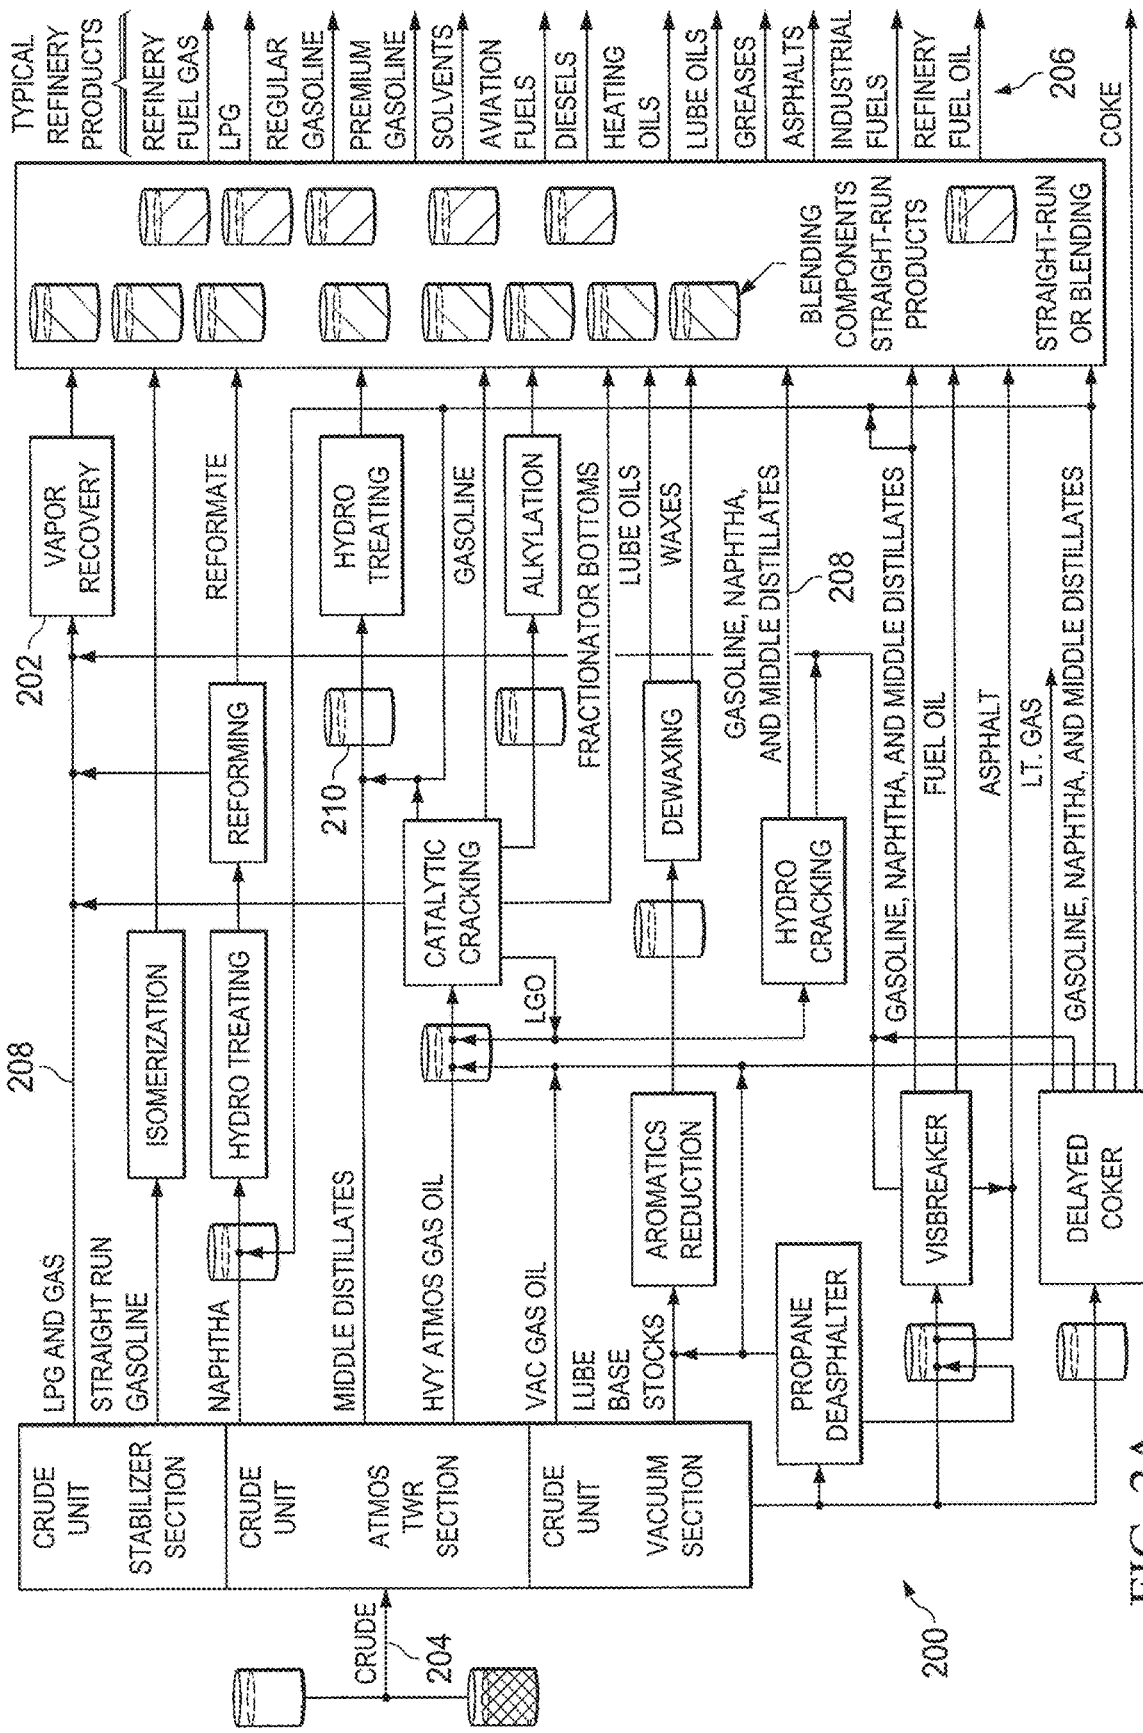 TYPICAL
REFINERY
PRODUCTS
REFINERY
FUEL GAS
LPG
REGULAR
GASOLINE
PREMIUM
GASOLINE
SOLVENTS
AVIATION
FUELS
DIESELS
HEATING
OILS
LUBE OILS
GREASES
ASPHALTS
INDUSTRIAL
FUELS
REFINERY
FUEL OIL
206
COKE
BLENDING
COMPONENTS
STRAIGHT-RUN
PRODUCTS
STRAIGHT-RUN
OR BLENDING
VAPOR
RECOVERY
202
REFORMATE
HYDRO
TREATING
GASOLINE
ALKYLATION
FRACTIONATOR BOTTOMS
LUBE OILS
WAXES
GASOLINE, NAPHTHA,
AND MIDDLE DISTILLATES
208
GASOLINE, NAPHTHA, AND MIDDLE DISTILLATES
FUEL OIL
ASPHALT
LT. GAS
GASOLINE, NAPHTHA, AND MIDDLE DISTILLATES
REFORMING
210
CATALYTIC
CRACKING
LGO
DEWAXING
HYDRO
CRACKING
208
ISOMERIZATION
HYDRO TREATING
AROMATICS
REDUCTION
VISBREAKER
DELAYED
COKER
PROPANE
DEASPHALTER
LPG AND GAS
STRAIGHT RUN
GASOLINE
NAPHTHA
MIDDLE DISTILLATES
HVY ATMOS GAS OIL
VAC GAS OIL
LUBE
BASE
STOCKS
CRUDE
UNIT
STABILIZER
SECTION
CRUDE
UNIT
ATMOS
TWR
SECTION
CRUDE
UNIT
VACUUM
SECTION
CRUDE
204
200
FIG. 2A